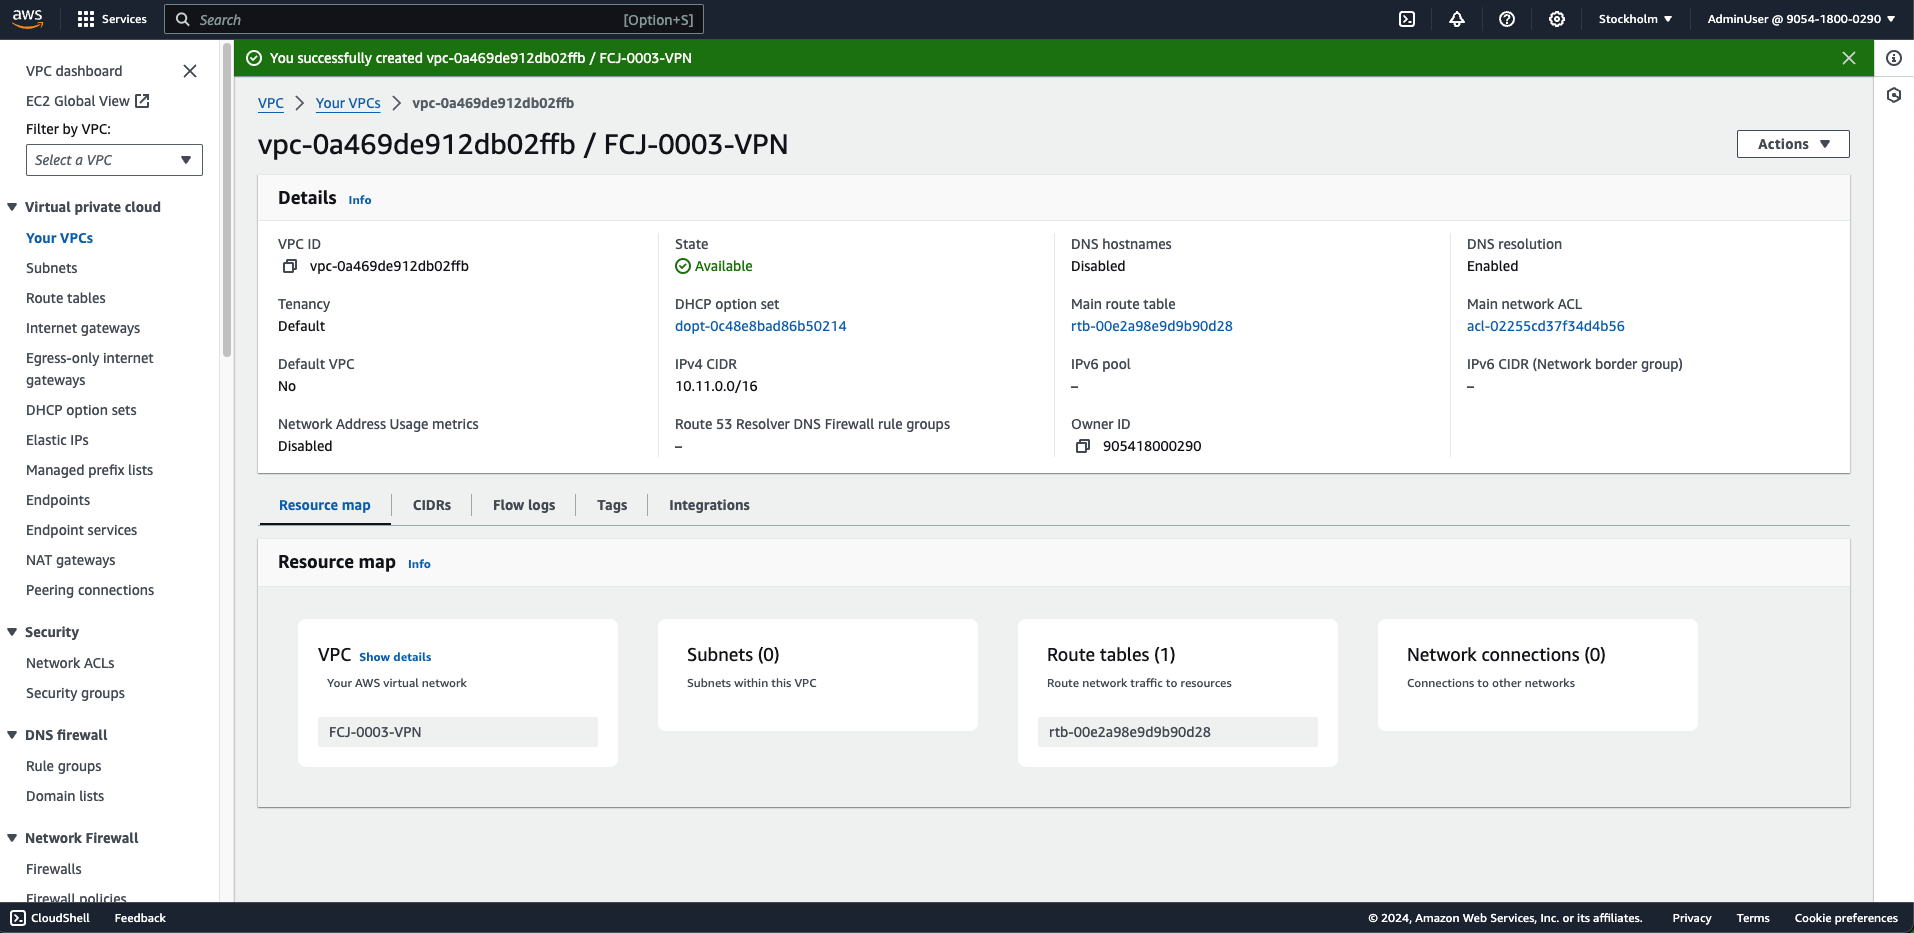 aws
Services
Search
[Option+S]
Stockholm
AdminUser @ 9054-1800-0290
VPC dashboard
EC2 Global View
Filter by VPC:
Select a VPC
Virtual private cloud
Your VPCs
Subnets
Route tables
Internet gateways
Egress-only internet
gateways
DHCP option sets
Elastic IPs
Managed prefix lists
Endpoints
Endpoint services
NAT gateways
Peering connections
Security
Network ACLs
Security groups
DNS firewall
Rule groups
Domain lists
Network Firewall
Firewalls
Firewall policies
You successfully created vpc-0a469de912db02ffb / FCJ-0003-VPN
VPC > Your VPCs > vpc-0a469de912db02ffb
vpc-0a469de912db02ffb / FCJ-0003-VPN
Actions
Details Info
VPC ID
vpc-0a469de912db02ffb
State
Available
DNS hostnames
Disabled
DNS resolution
Enabled
Tenancy
Default
DHCP option set
dopt-0c48e8bad86b50214
Main route table
rtb-00e2a98e9d9b90d28
Main network ACL
acl-02255cd37f34d4b56
Default VPC
No
IPv4 CIDR
10.11.0.0/16
IPv6 pool
–
IPv6 CIDR (Network border group)
–
Network Address Usage metrics
Disabled
Route 53 Resolver DNS Firewall rule groups
–
Owner ID
905418000290
Resource map
CIDRs
Flow logs
Tags
Integrations
Resource map Info
VPC Show details
Your AWS virtual network
FCJ-0003-VPN
Subnets (0)
Subnets within this VPC
Route tables (1)
Route network traffic to resources
rtb-00e2a98e9d9b90d28
Network connections (0)
Connections to other networks
CloudShell
Feedback
© 2024, Amazon Web Services, Inc. or its affiliates.
Privacy
Terms
Cookie preferences